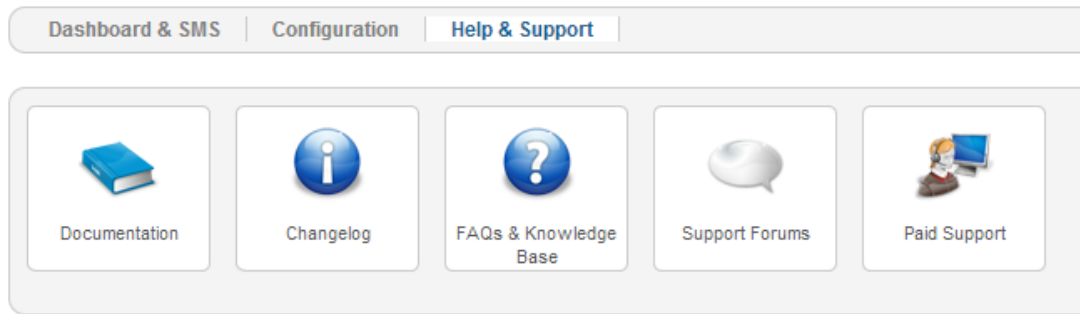 Dashboard & SMS
Configuration
Help & Support
Documentation
Changelog
FAQs & Knowledge
Base
Support Forums
Paid Support